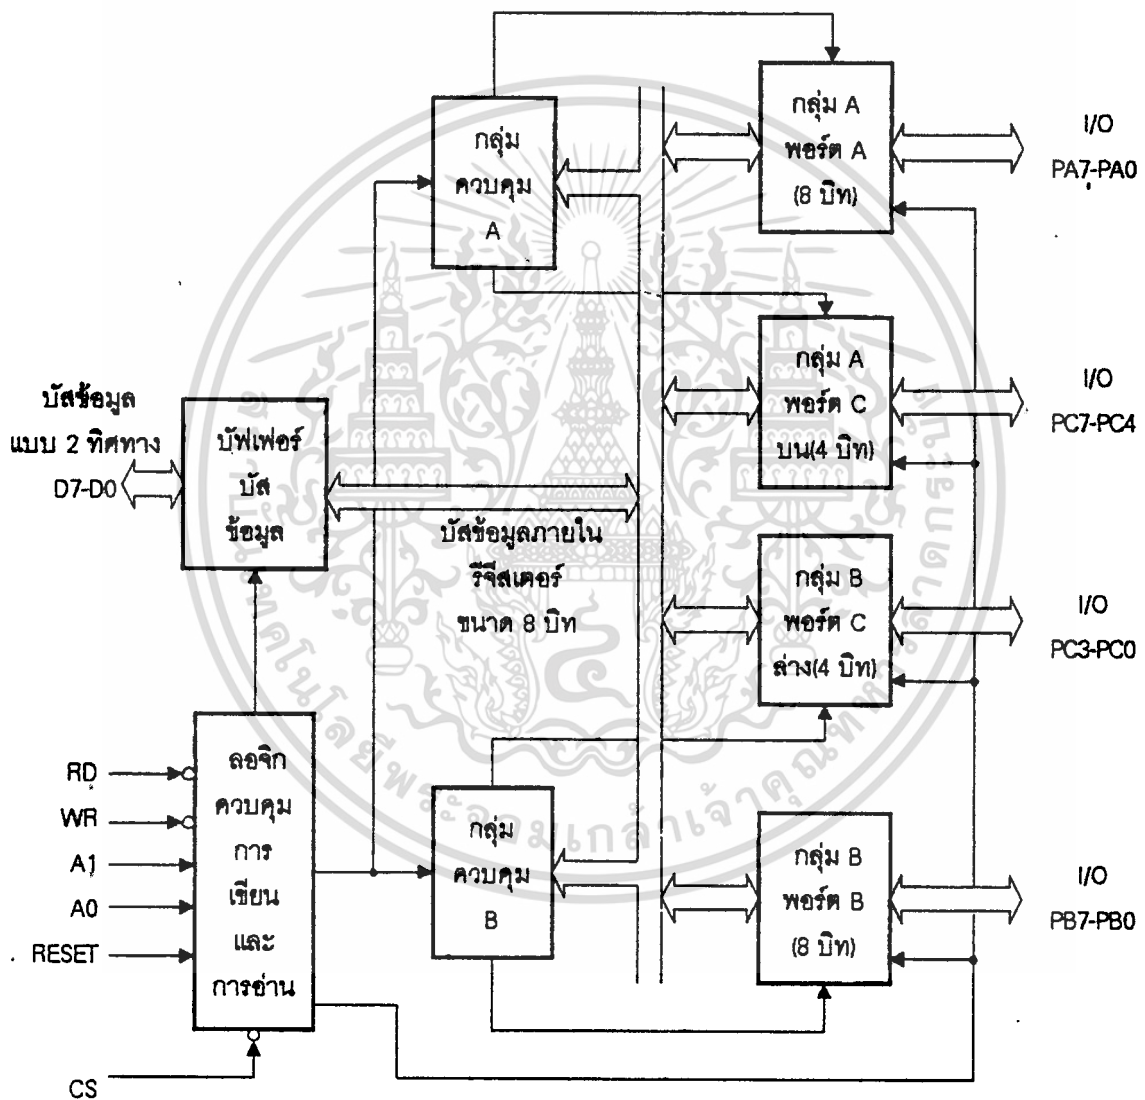 กลุ่ม
ควบคุม
A
กลุ่ม A
พอร์ต A
(8 บิท)
I/O
PA7-PA0
กลุ่ม A
พอร์ต C
บน(4 บิท)
I/O
PC7-PC4
บัสข้อมูล
แบบ 2 ทิศทาง
D7-D0
บัฟเฟอร์
บัส
ข้อมูล
บัสข้อมูลภายใน
รีจีสเตอร์
ขนาด 8 บิท
กลุ่ม B
พอร์ต C
ล่าง(4 บิท)
I/O
PC3-PC0
RD
WR
A1
A0
RESET
CS
ลอจิก
ควบคุม
การ
เขียน
และ
การอ่าน
กลุ่ม
ควบคุม
B
กลุ่ม B
พอร์ต B
(8 บิท)
I/O
PB7-PB0